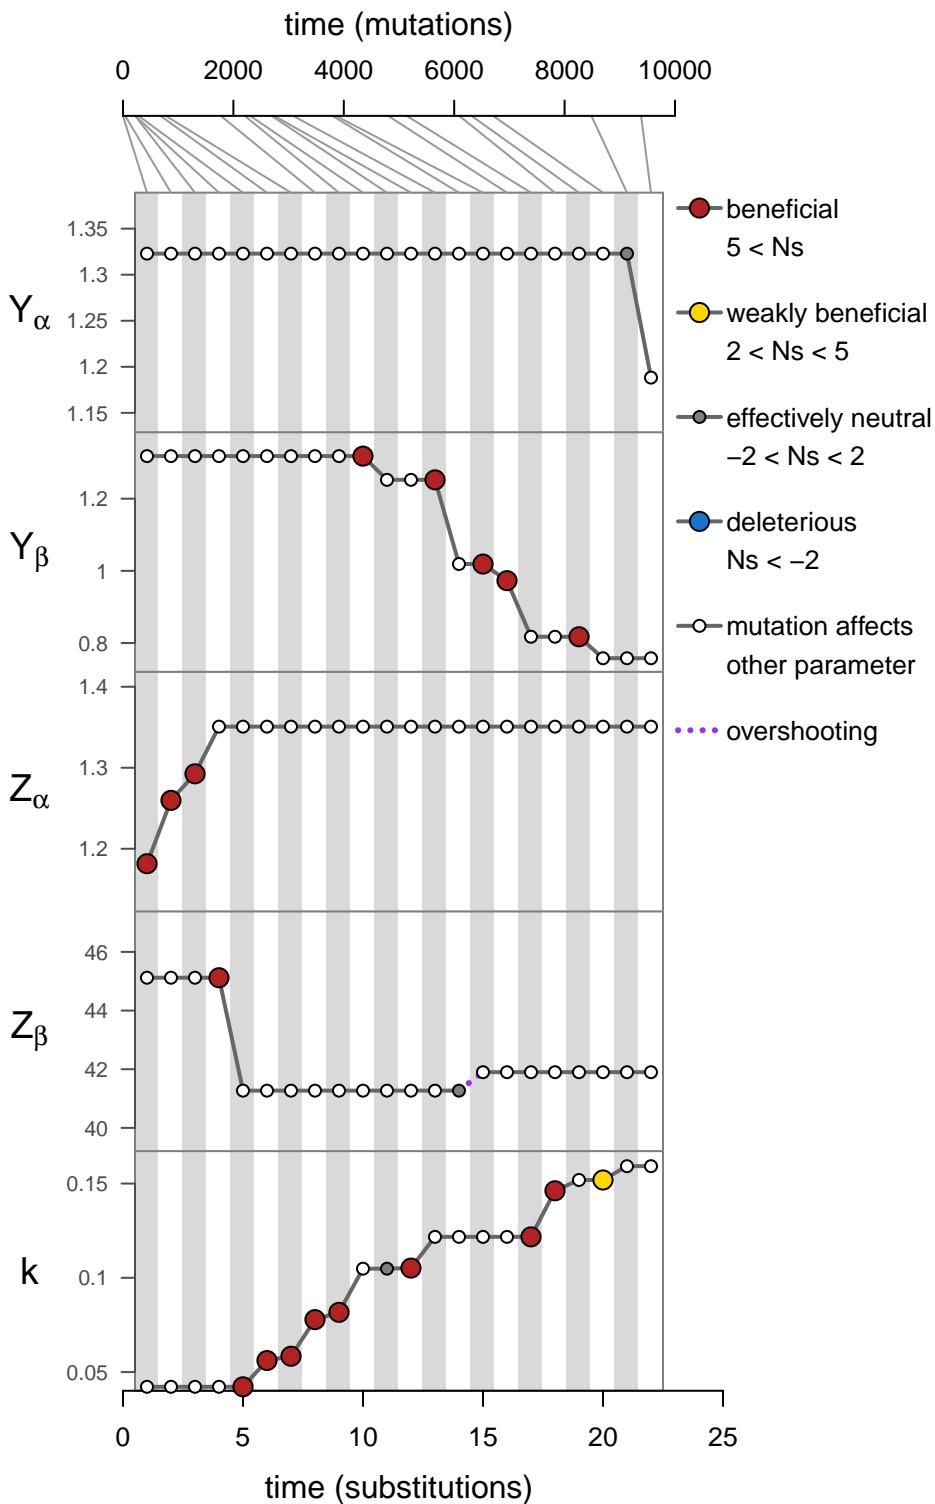 time (mutations)
0 2000 4000 6000 8000 10000
Yα
1.35
1.3
1.25
1.2
1.15
Yβ
1.2
1
0.8
Zα
1.4
1.3
1.2
Zβ
46
44
42
40
k
0.15
0.1
0.05
0 5 10 15 20 25
time (substitutions)
beneficial
5 < Ns
weakly beneficial
2 < Ns < 5
effectively neutral
−2 < Ns < 2
deleterious
Ns < −2
mutation affects
other parameter
overshooting